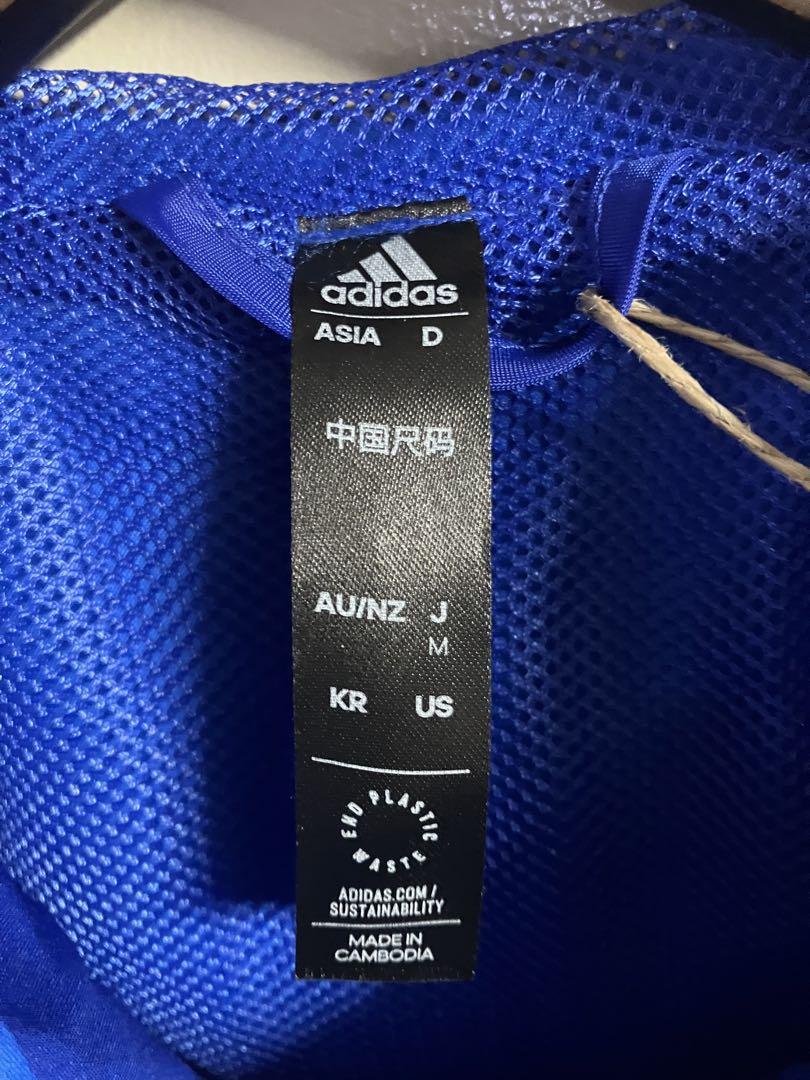 adidas
ASIA D
中国尺码
AU/NZ J
M
KR US
END PLASTIC WASTE
ADIDAS.COM/
SUSTAINABILITY
MADE IN
CAMBODIA